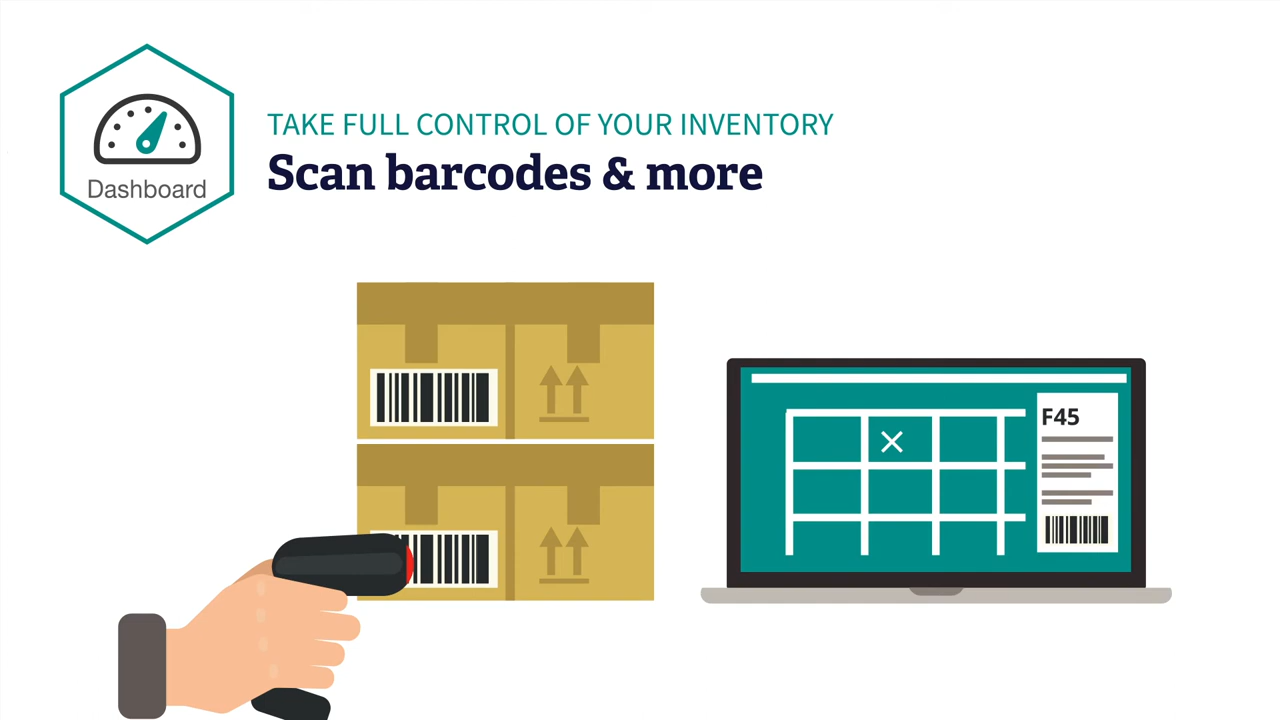 Dashboard
TAKE FULL CONTROL OF YOUR INVENTORY
Scan barcodes & more
F45